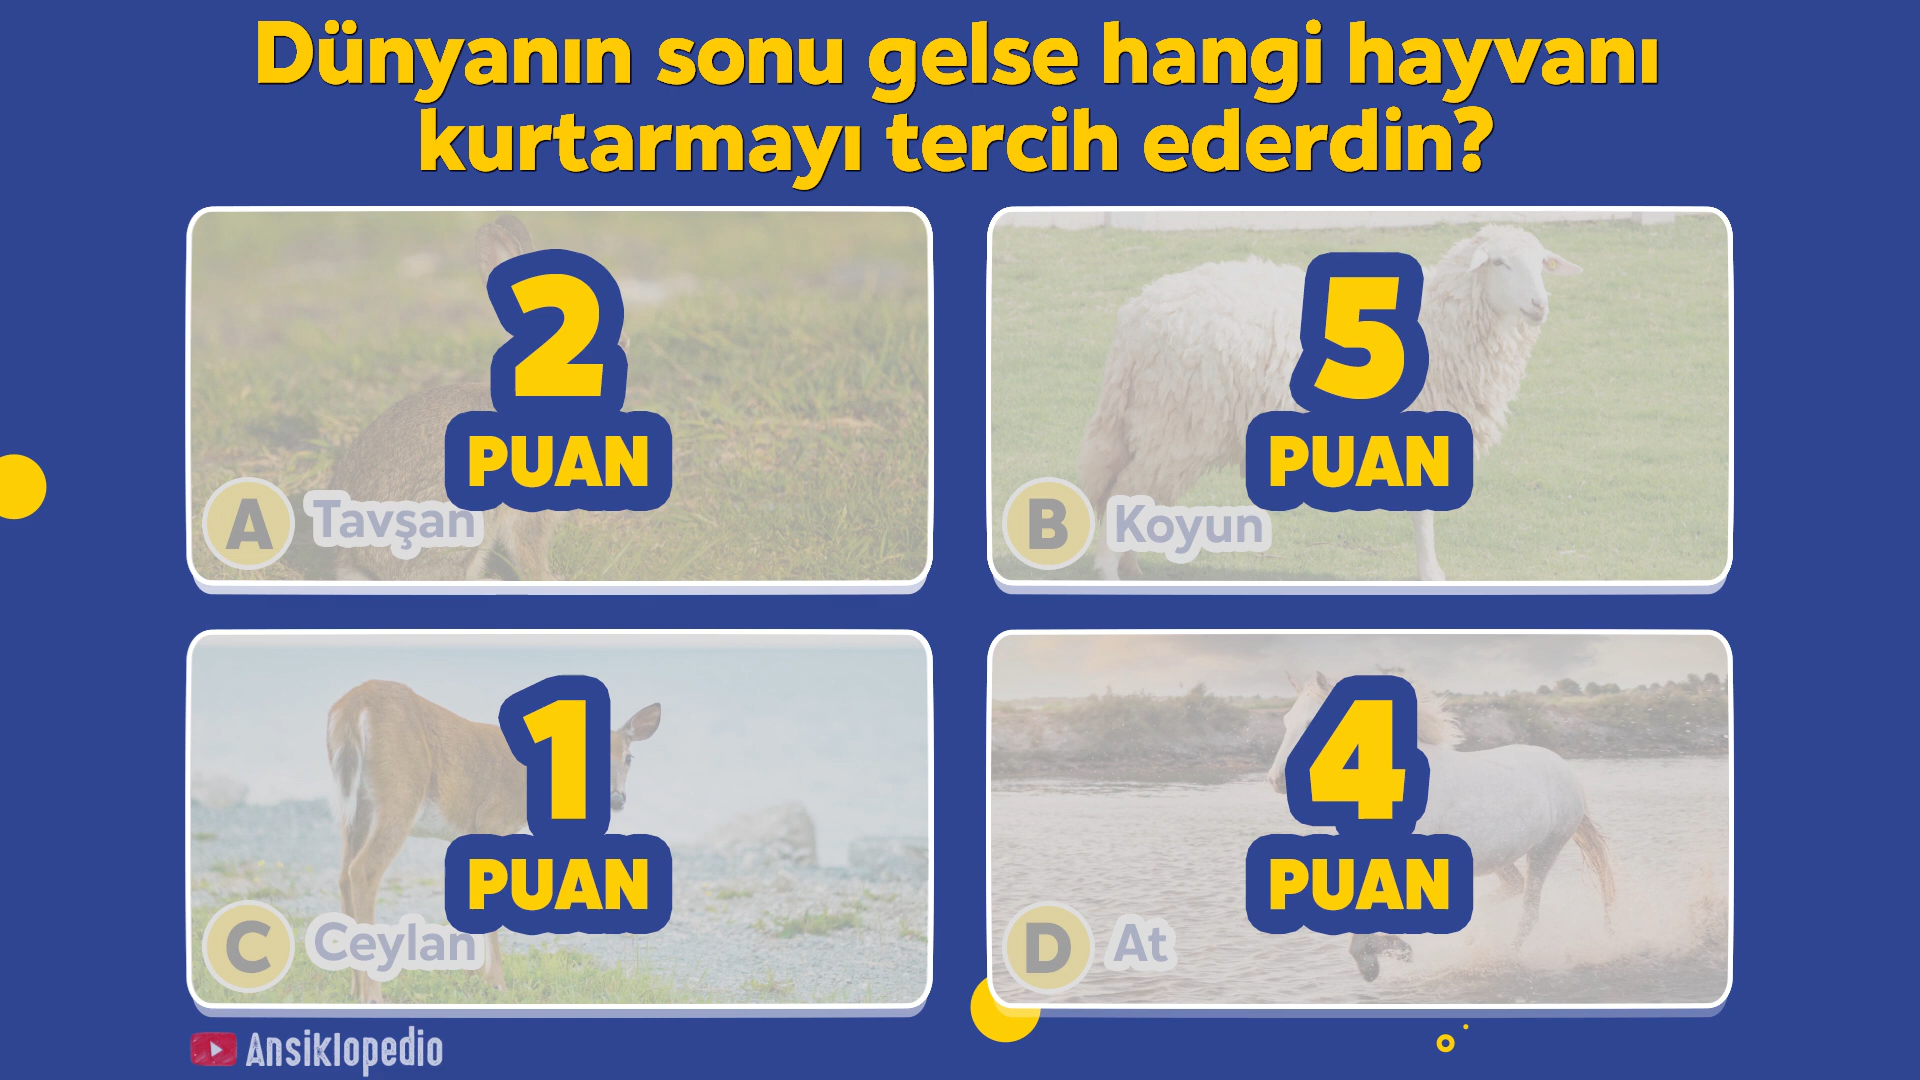 Dünyanın sonu gelse hangi hayvanı
kurtarmayı tercih ederdin?
2
PUAN
A Tavşan
5
PUAN
B Koyun
1
PUAN
C Ceylan
4
PUAN
D At
Ansiklopedio